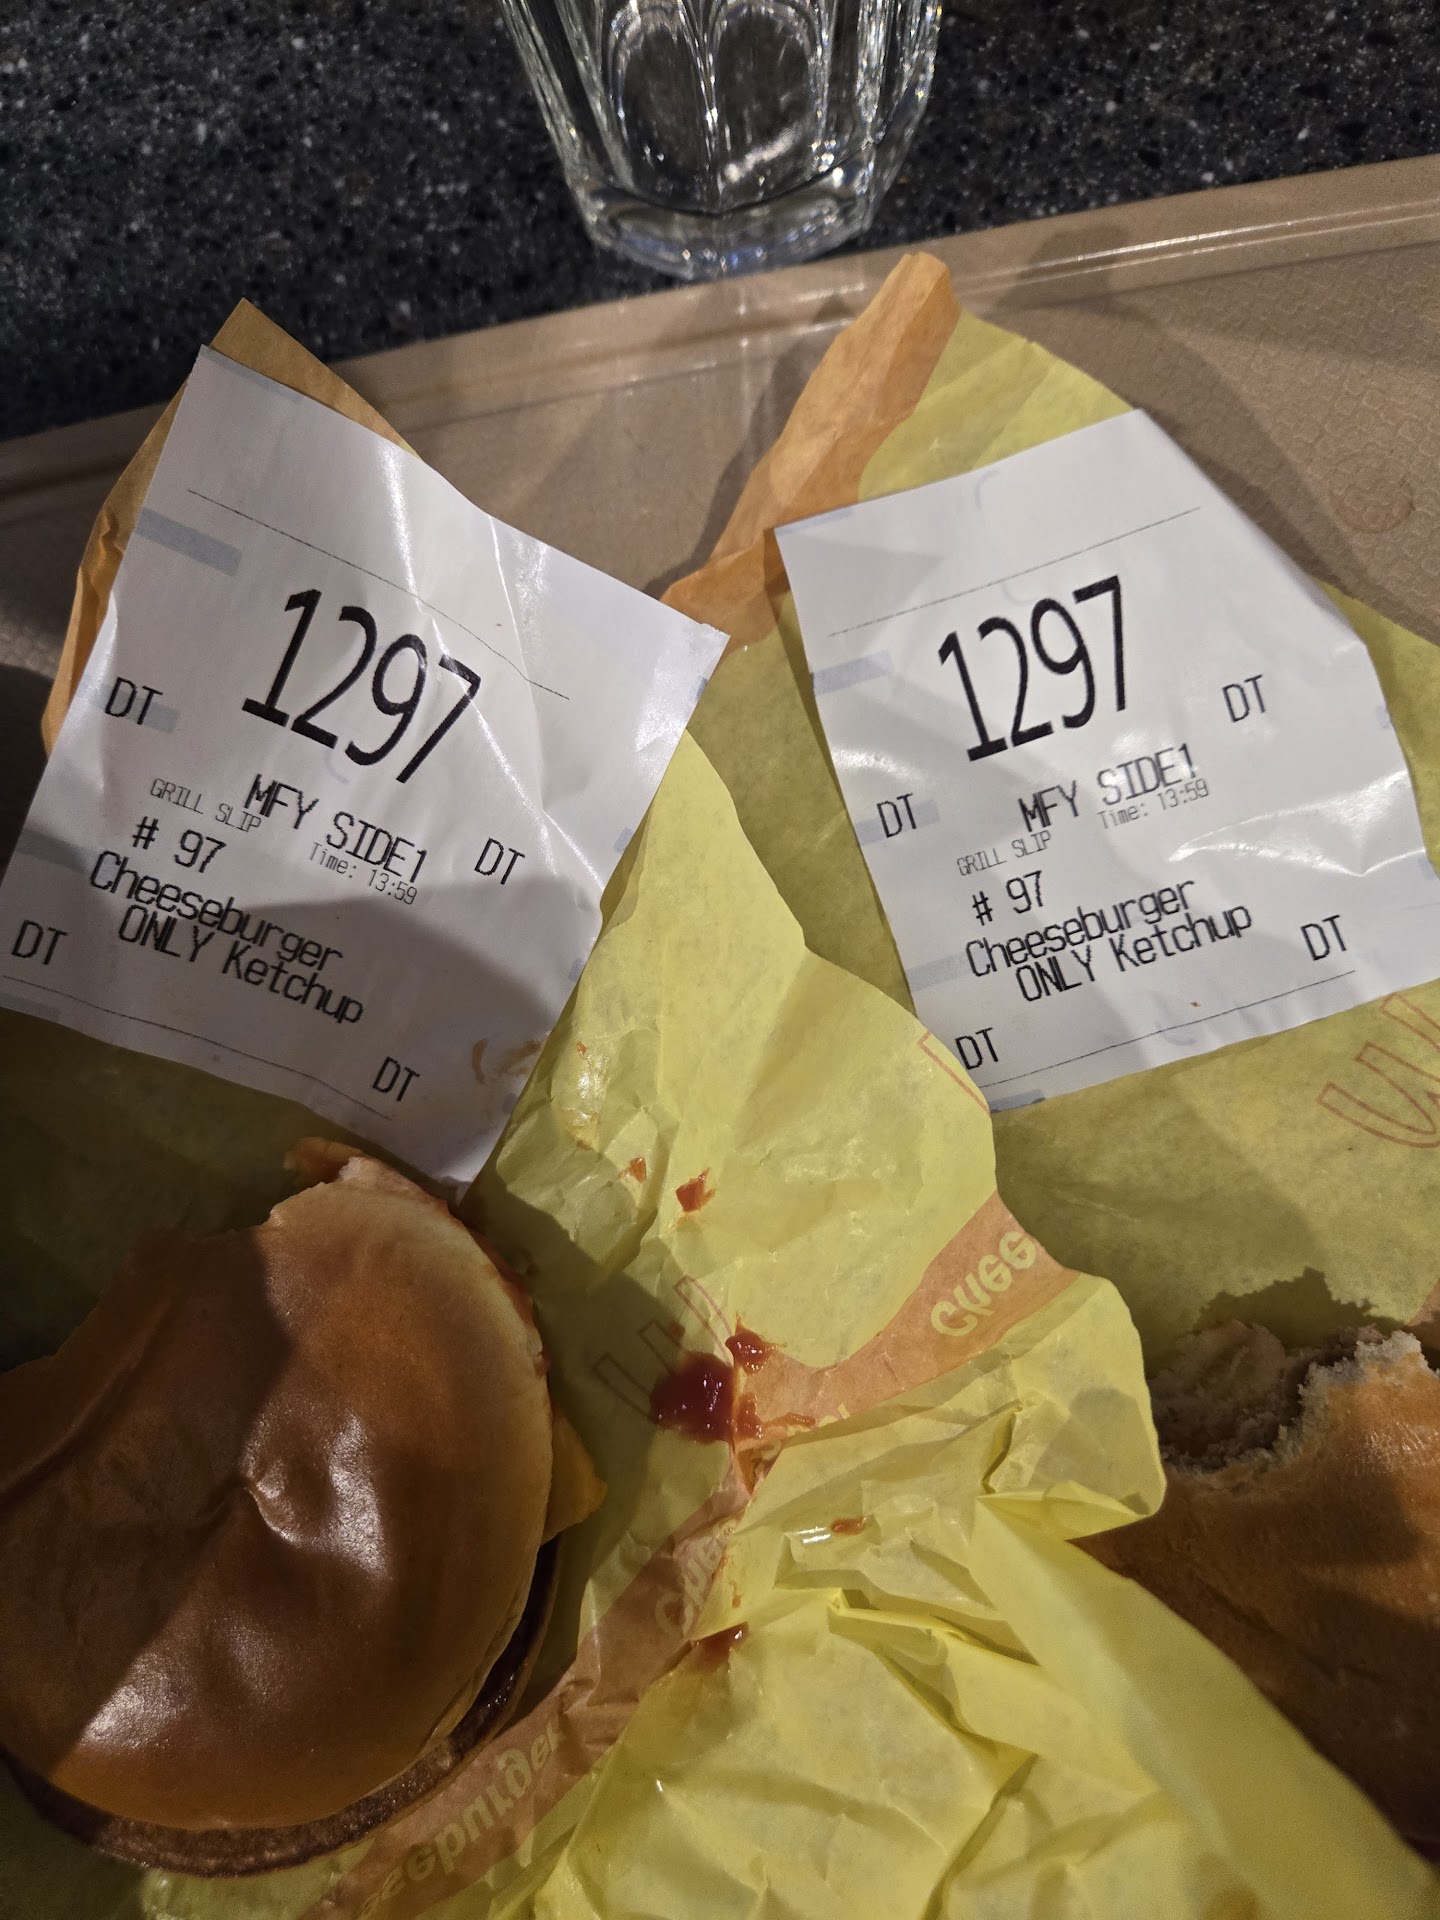 1297
DT
MFY SIDE1
GRILL SLIP
Time: 13:59
DT
# 97
Cheeseburger
ONLY Ketchup
DT
DT
1297
DT
MFY SIDE1
DT
GRILL SLIP
Time: 13:59
# 97
Cheeseburger
ONLY Ketchup
DT
DT